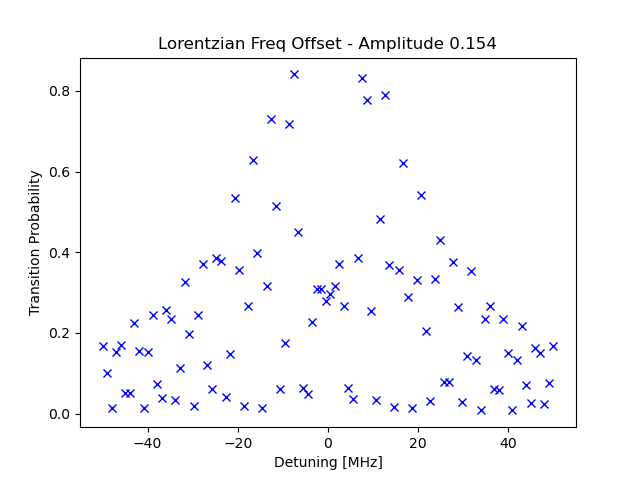 Lorentzian Freq Offset - Amplitude 0.154
Transition Probability
0.8
0.6
0.4
0.2
0.0
−40 −20 0 20 40
Detuning [MHz]